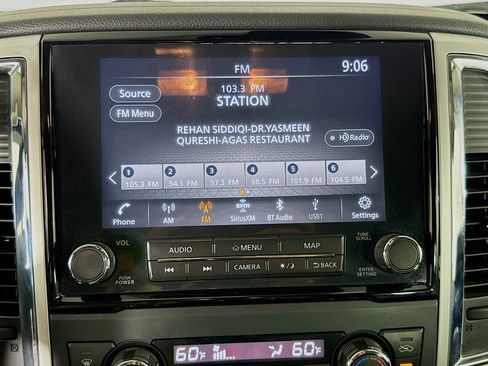 FM
9:06
Source
103.3 FM
STATION
FM Menu
REHAN SIDDIQI-DR.YASMEEN
QURESHI-AGAS RESTAURANT
HD Radio
1 2 3 4 5 6
105.3 FM 94.1 FM 97.3 FM 98.5 FM 101.9 FM 104.5 FM
Phone AM FM SiriusXM BT Audio USB1 Settings
VOL
AUDIO MENU MAP
TUNE
SCROLL
PUSH
POWER
CAMERA BACK
ENTER
SETTING
60°F 60°F